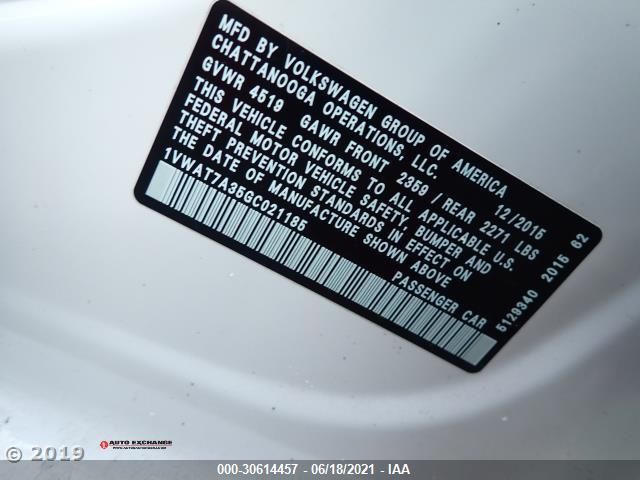 MFD BY VOLKSWAGEN GROUP OF AMERICA
CHATTANOOGA OPERATIONS, LLC 12/2015
GVWR 4519 GAWR FRONT 2359 / REAR 2271 LBS
THIS VEHICLE CONFORMS TO ALL APPLICABLE U.S.
FEDERAL MOTOR VEHICLE SAFETY BUMPER AND
THEFT PREVENTION STANDARDS IN EFFECT ON
THE DATE OF MANUFACTURE SHOWN ABOVE
1VWAT7A35GC021185 PASSENGER CAR
5129340 2015 62
© 2019
AUTO EXCHANGE
000-30614457 - 06/18/2021 - IAA